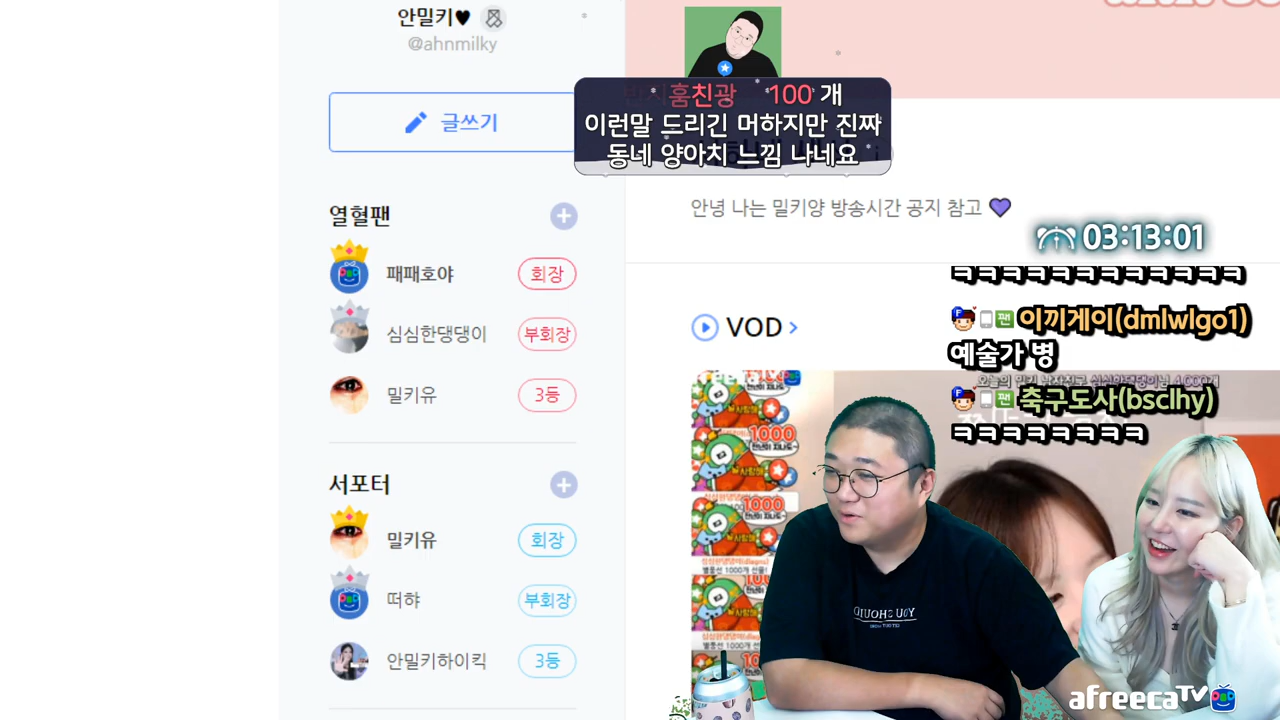 안밀키♥
@ahnmilky
글쓰기
열혈팬
패패호야 회장
심심한댕댕이 부회장
밀키유 3등
서포터
밀키유 회장
떠햐 부회장
안밀키하이킥 3등
훔친광 100개
이런말 드리긴 머하지만 진짜
동네 양아치 느낌 나네요
안녕 나는 밀키양 방송시간 공지 참고 💜
03:13:01
VOD >
ㅋㅋㅋㅋㅋㅋㅋㅋㅋㅋㅋㅋㅋ
이끼게이(dmlwlgo1)
예술가 병
축구도사(bsclhy)
ㅋㅋㅋㅋㅋㅋㅋㅋ
1000
1000
YOU SHOULD
afreecaTV